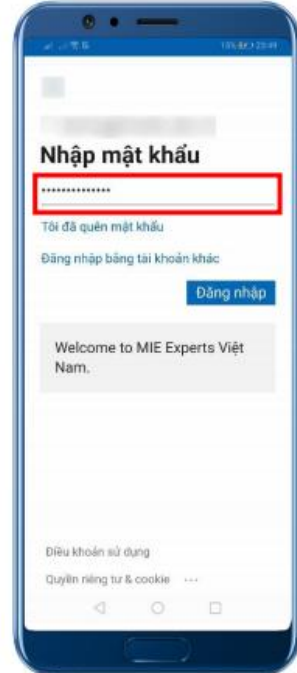 Nhập mật khẩu
••••••••••••••
Tôi đã quên mật khẩu
Đăng nhập bằng tài khoản khác
Đăng nhập
Welcome to MIE Experts Việt
Nam.
Điều khoản sử dụng
Quyền riêng tư & cookie ...